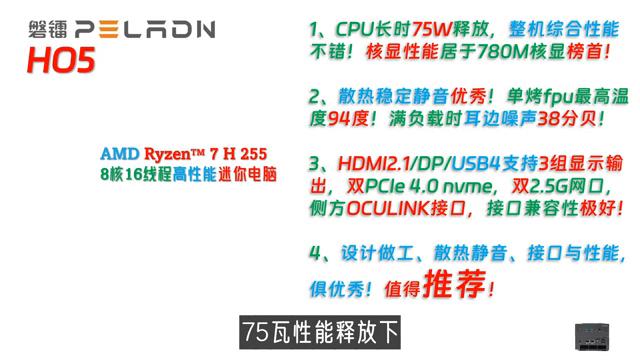 磐镭 PELADN
HO5
AMD Ryzen™ 7 H 255
8核16线程高性能迷你电脑
1、CPU长时75W释放，整机综合性能
不错！核显性能居于780M核显榜首！
2、散热稳定静音优秀！单烤fpu最高温
度94度！满负载时耳边噪声38分贝！
3、HDMI2.1/DP/USB4支持3组显示输
出，双PCIe 4.0 nvme，双2.5G网口，
侧方OCULINK接口，接口兼容性极好！
4、设计做工、散热静音、接口与性能，
俱优秀！值得推荐！
75瓦性能释放下